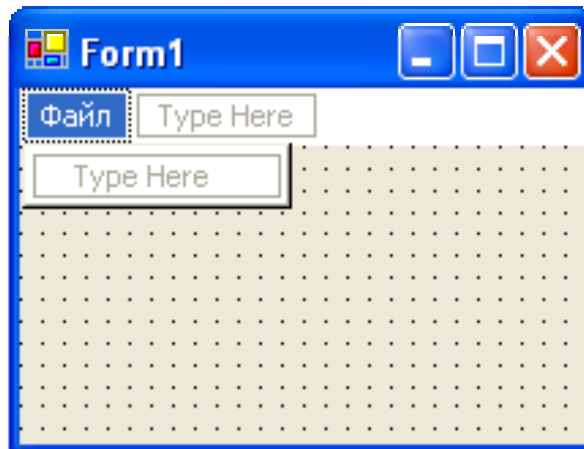 Form1
Файл Type Here
Type Here